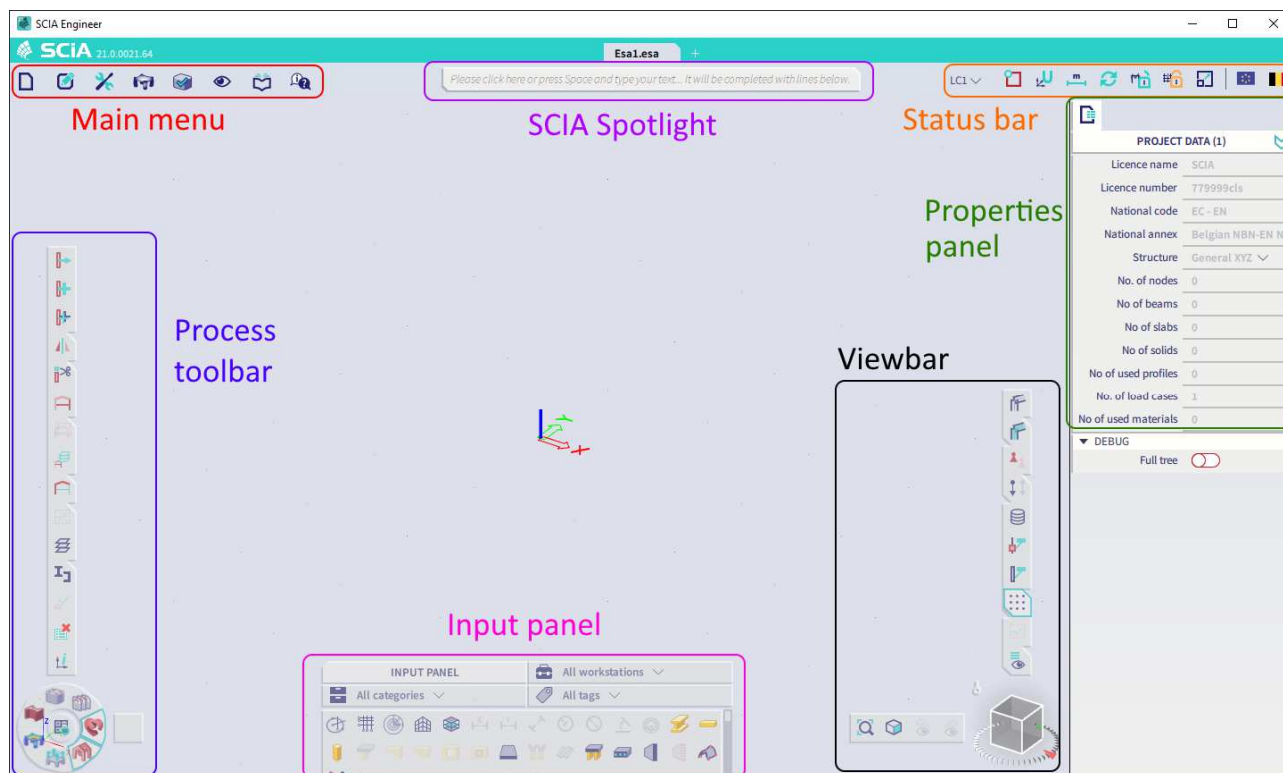 SCIA Engineer
SCiA 21.0.0021.64
Esa1.esa
Please click here or press Space and type your text... It will be completed with lines below.
LC1
Main menu
SCIA Spotlight
Status bar
PROJECT DATA (1)
Licence name SCIA
Licence number 779999cls
National code EC - EN
National annex Belgian NBN-EN N
Structure General XYZ
No. of nodes 0
No of beams 0
No of slabs 0
No of solids 0
No of used profiles 0
No. of load cases 1
No of used materials 0
DEBUG
Full tree
Properties
panel
Process
toolbar
Viewbar
Y
X
Input panel
INPUT PANEL
All workstations
All categories
All tags